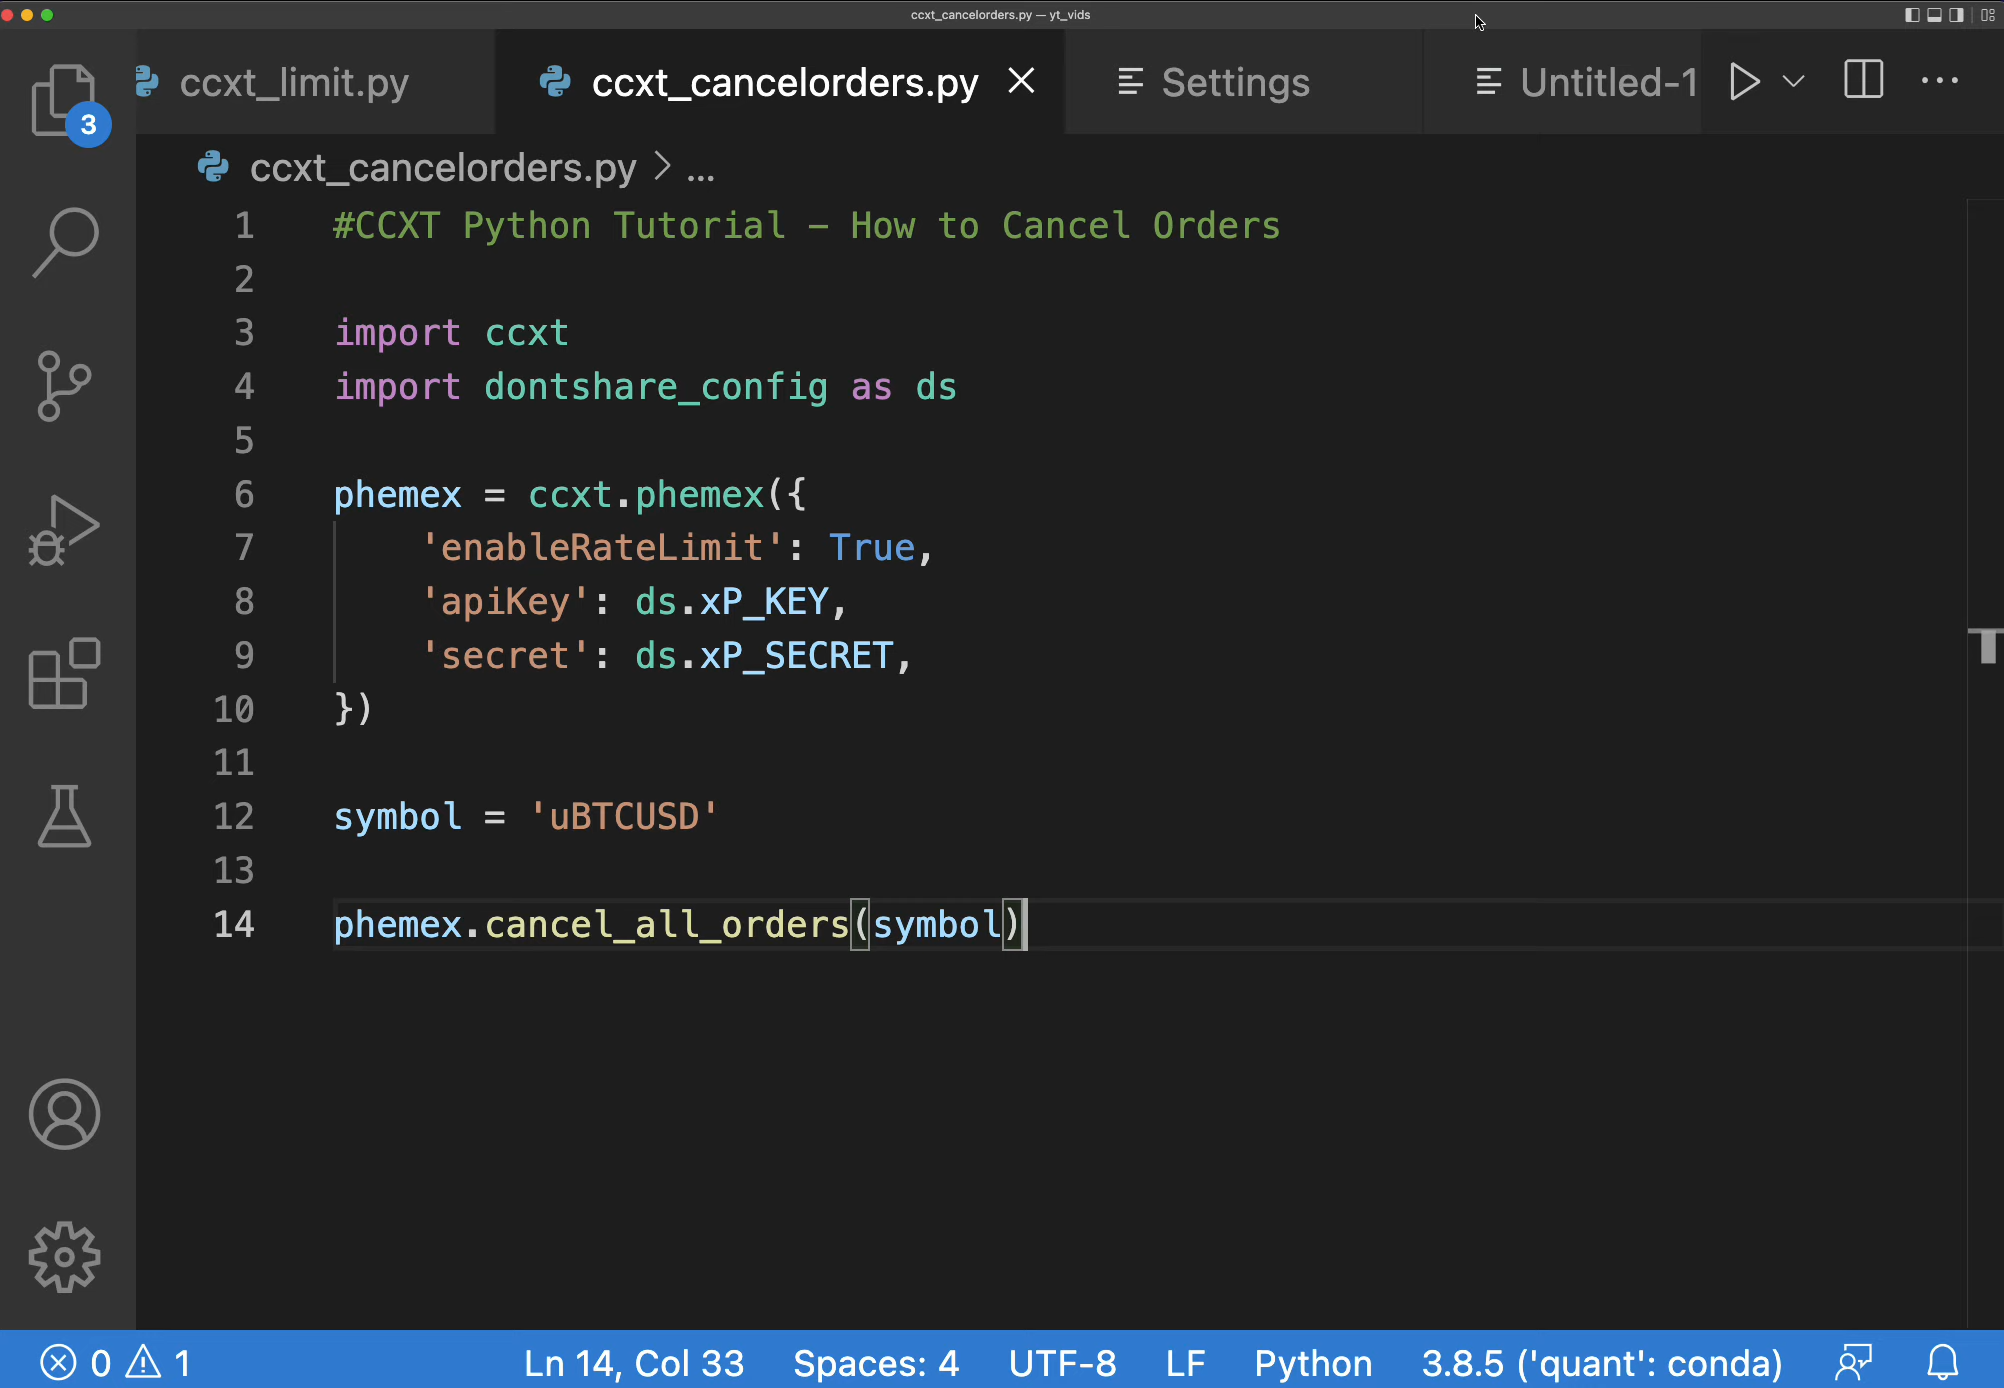 ccxt_cancelorders.py — yt_vids
ccxt_limit.py
ccxt_cancelorders.py
Settings
Untitled-1
3
ccxt_cancelorders.py > ...
1 #CCXT Python Tutorial - How to Cancel Orders
2
3 import ccxt
4 import dontshare_config as ds
5
6 phemex = ccxt.phemex({
7     'enableRateLimit': True,
8     'apiKey': ds.xP_KEY,
9     'secret': ds.xP_SECRET,
10 })
11
12 symbol = 'uBTCUSD'
13
14 phemex.cancel_all_orders(symbol)
0 1 Ln 14, Col 33 Spaces: 4 UTF-8 LF Python 3.8.5 ('quant': conda)